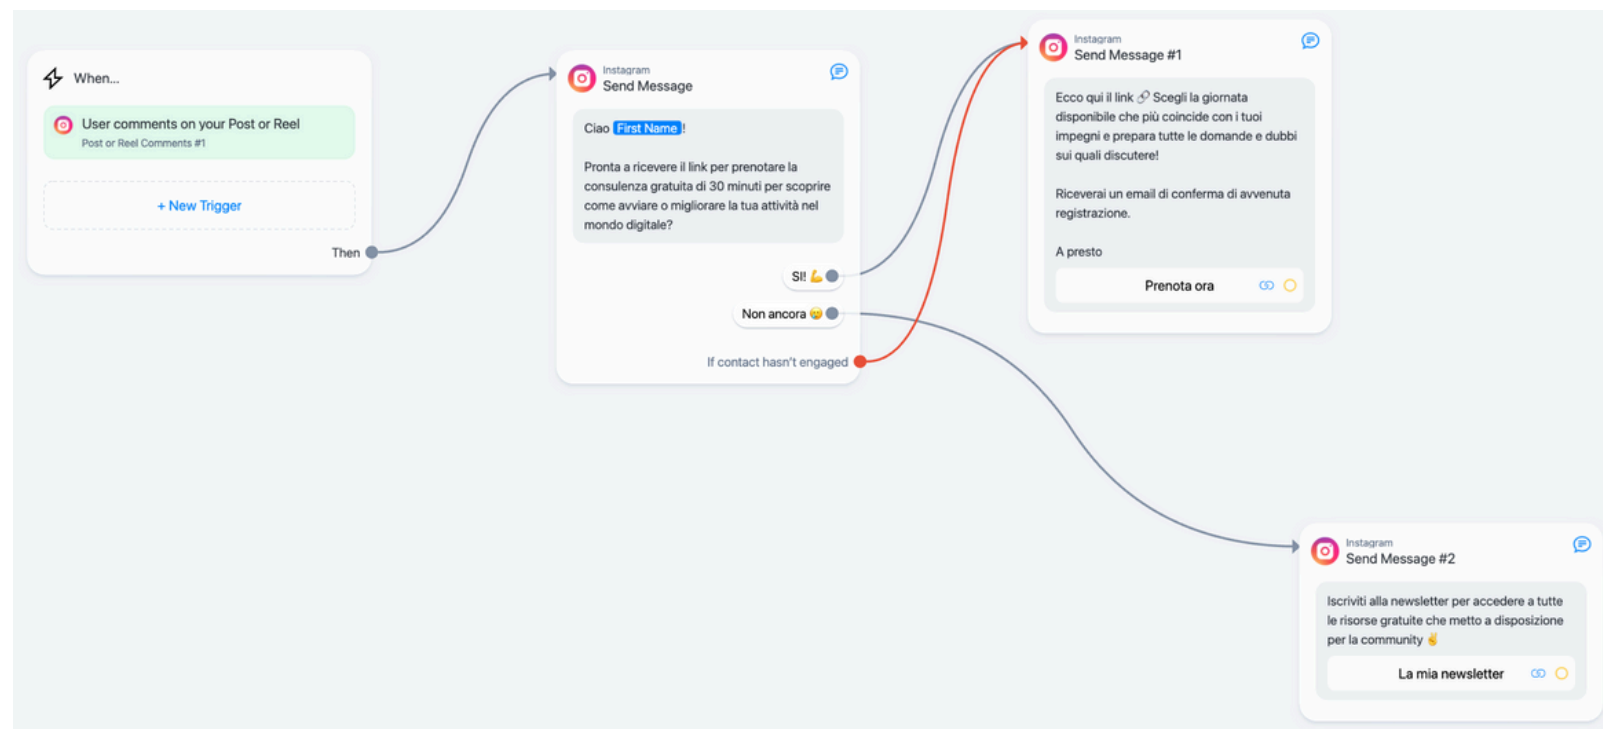 When...
User comments on your Post or Reel
Post or Reel Comments #1
+ New Trigger
Then
Instagram
Send Message
Ciao First Name !
Pronta a ricevere il link per prenotare la
consulenza gratuita di 30 minuti per scoprire
come avviare o migliorare la tua attività nel
mondo digitale?
SI! 💪
Non ancora 😢
If contact hasn't engaged
Instagram
Send Message #1
Ecco qui il link 🔗 Scegli la giornata
disponibile che più coincide con i tuoi
impegni e prepara tutte le domande e dubbi
sui quali discutere!
Riceverai un email di conferma di avvenuta
registrazione.
A presto
Prenota ora
Instagram
Send Message #2
Iscriviti alla newsletter per accedere a tutte
le risorse gratuite che metto a disposizione
per la community ✌️
La mia newsletter